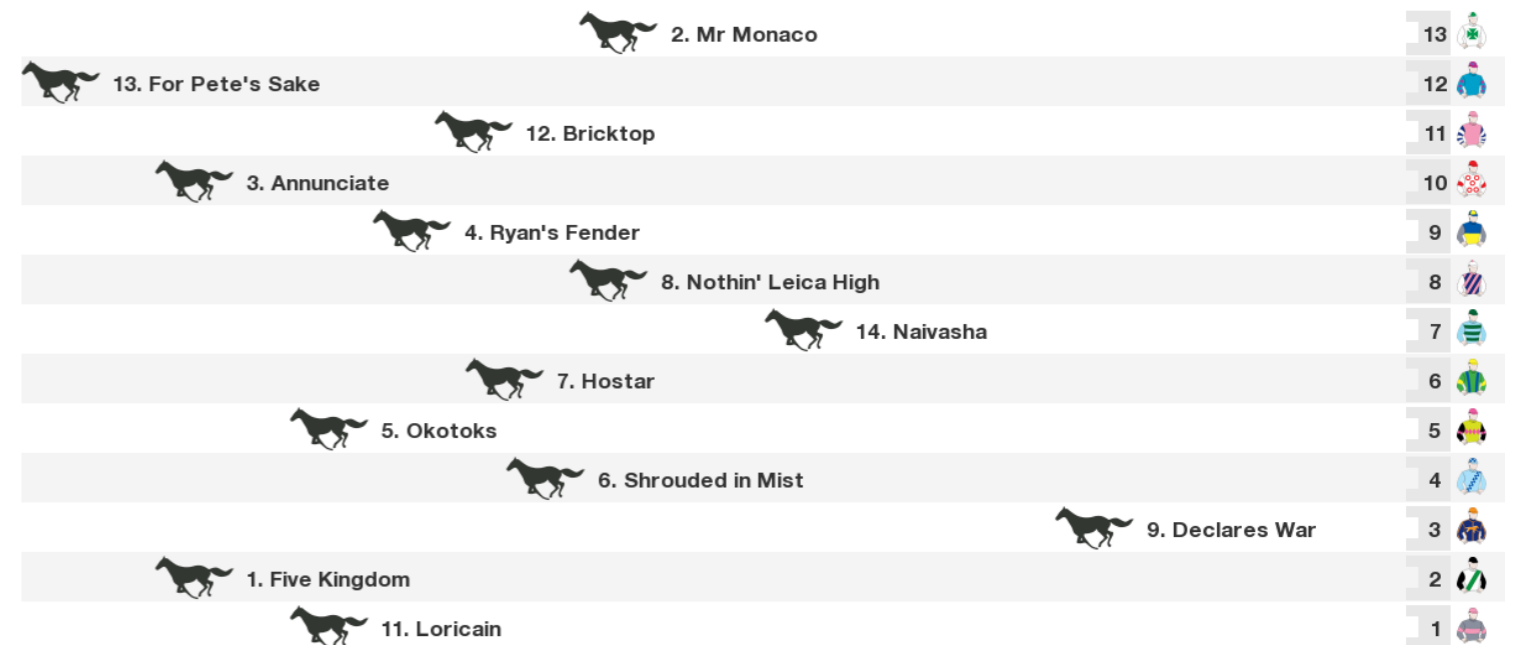 2. Mr Monaco 13
13. For Pete's Sake 12
12. Bricktop 11
3. Annunciate 10
4. Ryan's Fender 9
8. Nothin' Leica High 8
14. Naivasha 7
7. Hostar 6
5. Okotoks 5
6. Shrouded in Mist 4
9. Declares War 3
1. Five Kingdom 2
11. Loricain 1